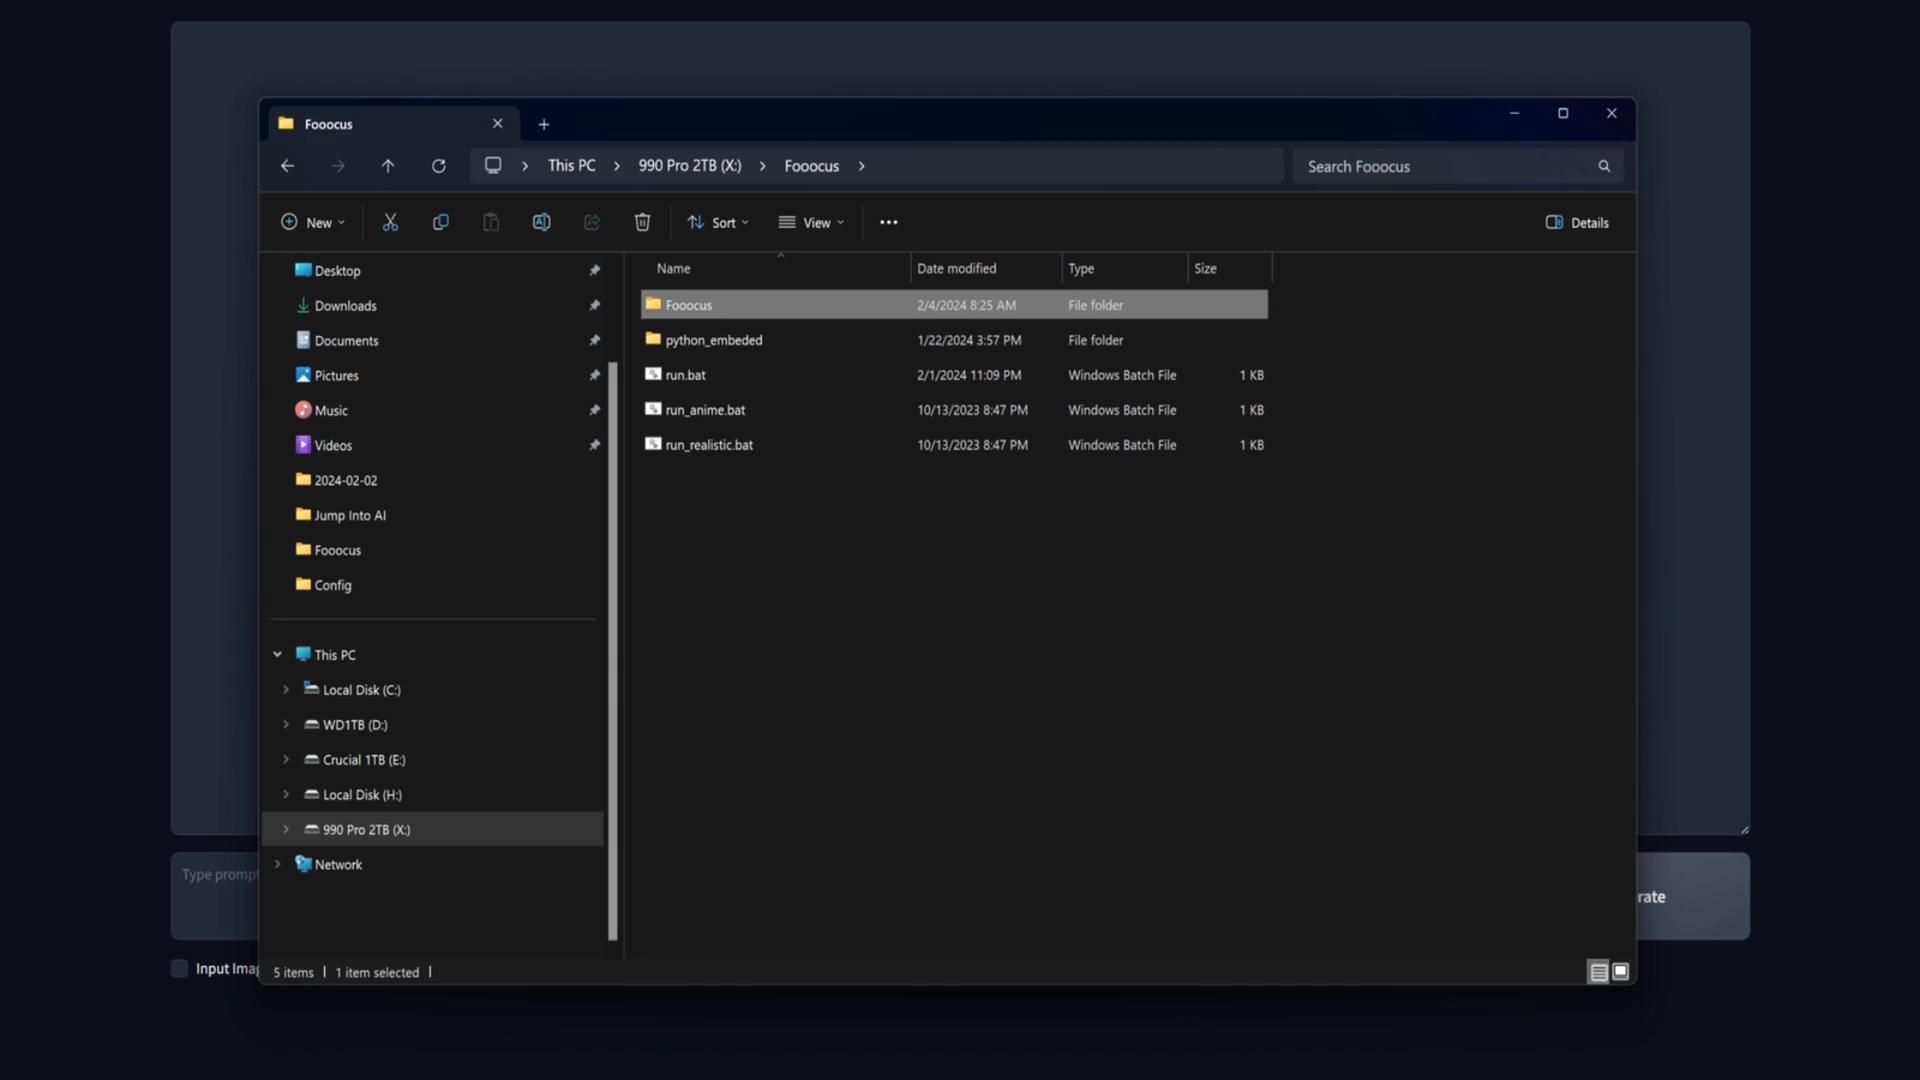 Fooocus
This PC
990 Pro 2TB (X:)
Fooocus
Search Fooocus
New
Sort
View
Details
Name
Date modified
Type
Size
Desktop
Downloads
Documents
Pictures
Music
Videos
2024-02-02
Jump Into AI
Fooocus
Config
This PC
Local Disk (C:)
WD1TB (D:)
Crucial 1TB (E:)
Local Disk (H:)
990 Pro 2TB (X:)
Network
Fooocus 2/4/2024 8:25 AM File folder
python_embeded 1/22/2024 3:57 PM File folder
run.bat 2/1/2024 11:09 PM Windows Batch File 1 KB
run_anime.bat 10/13/2023 8:47 PM Windows Batch File 1 KB
run_realistic.bat 10/13/2023 8:47 PM Windows Batch File 1 KB
5 items 1 item selected
Type prompt
rate
Input Imag